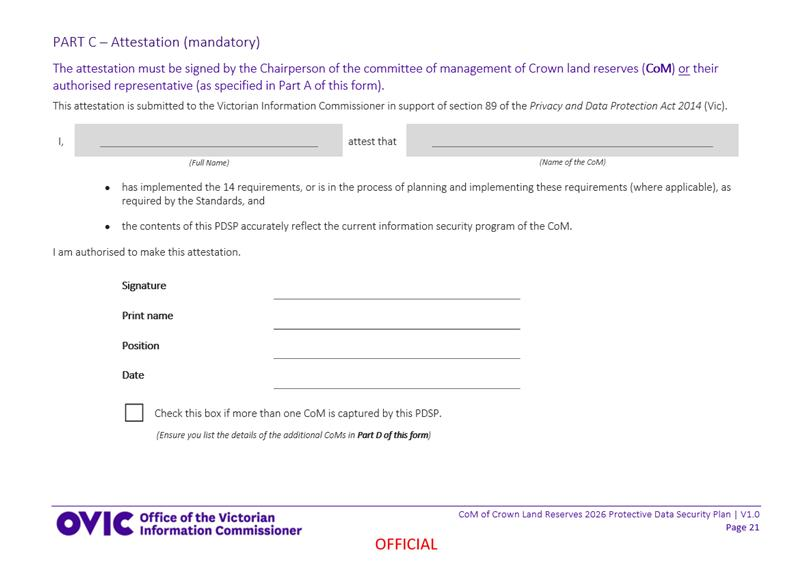 PART C – Attestation (mandatory)
The attestation must be signed by the Chairperson of the committee of management of Crown land reserves (CoM) or their
authorised representative (as specified in Part A of this form).
This attestation is submitted to the Victorian Information Commissioner in support of section 89 of the Privacy and Data Protection Act 2014 (Vic).
I, attest that
(Full Name) (Name of the CoM)
• has implemented the 14 requirements, or is in the process of planning and implementing these requirements (where applicable), as
required by the Standards, and
• the contents of this PDSP accurately reflect the current information security program of the CoM.
I am authorised to make this attestation.
Signature
Print name
Position
Date
Check this box if more than one CoM is captured by this PDSP.
(Ensure you list the details of the additional CoMs in Part D of this form)
OVIC Office of the Victorian
Information Commissioner
CoM of Crown Land Reserves 2026 Protective Data Security Plan | V1.0
Page 21
OFFICIAL